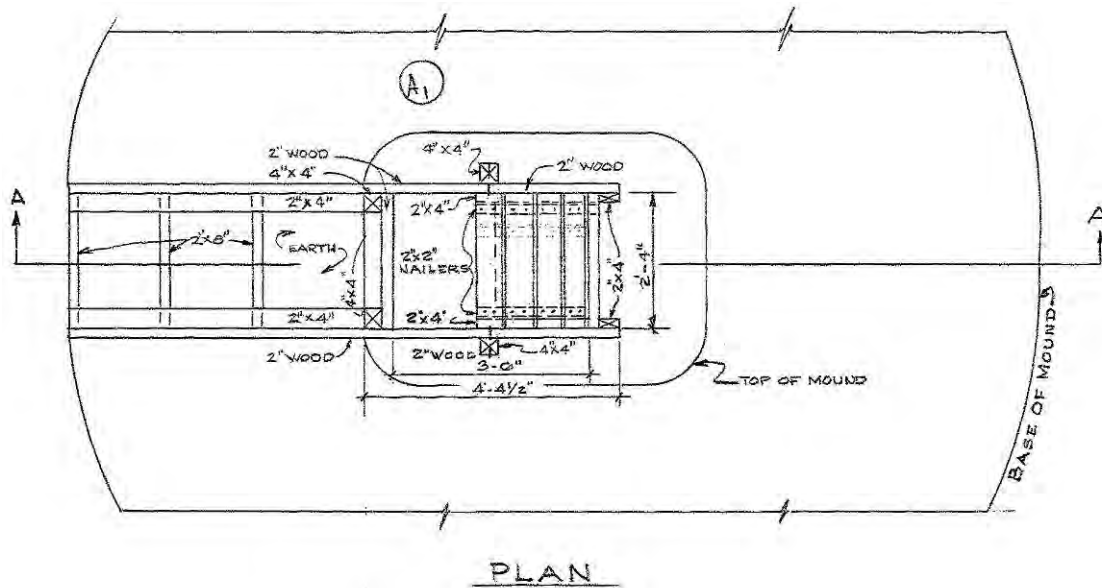 A1
2" WOOD
4"X4"
4"X4"
2" WOOD
A
2"X4"
2"X4"
A
2"X8"
EARTH
4"X4"
2"X2"
NAILERS
2"X4"
2'-4"
2"X4"
2"X4"
2" WOOD
2" WOOD
4"X4"
3'-0"
4'-4½"
TOP OF MOUND
BASE OF MOUND
PLAN